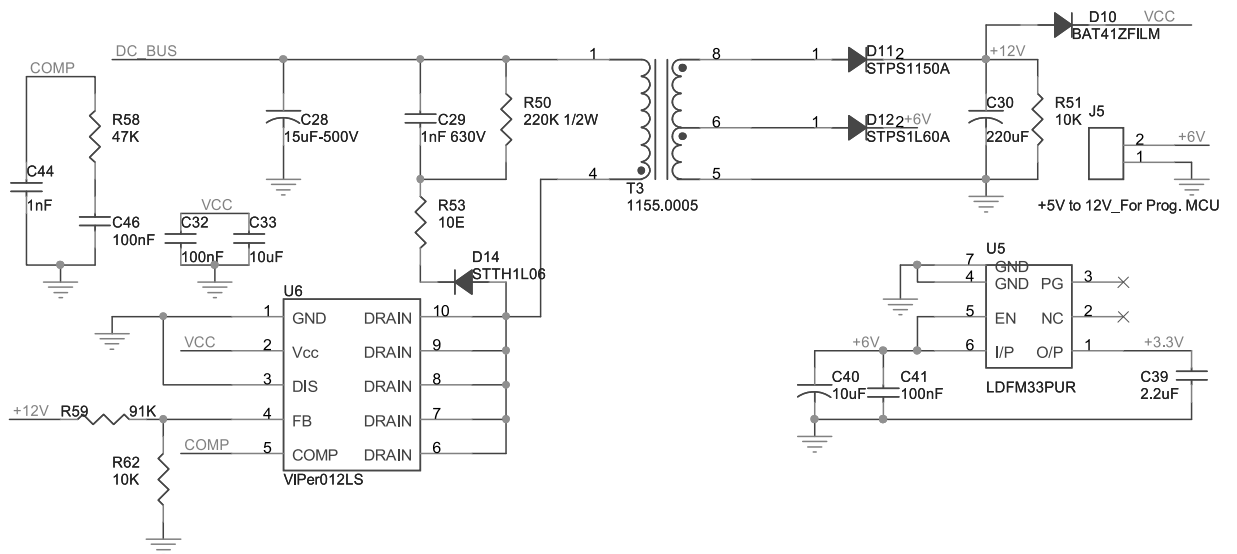 D10
VCC
BAT41ZFILM
DC_BUS
1
8
1
D11
2
STPS1150A
+12V
COMP
R58
47K
C28
15uF-500V
C29
1nF 630V
R50
220K 1/2W
6
1
D12
2
+6V
STPS1L60A
C30
220uF
R51
10K
J5
2
+6V
1
C44
1nF
4
5
T3
1155.0005
+5V to 12V_For Prog. MCU
C46
100nF
VCC
C32
100nF
C33
10uF
R53
10E
D14
STTH1L06
U6
1
GND
DRAIN
10
VCC
2
Vcc
DRAIN
9
3
DIS
DRAIN
8
+12V
R59
91K
4
FB
DRAIN
7
COMP
5
COMP
DRAIN
6
VIPer012LS
R62
10K
U5
7
GND
4
GND
PG
3
5
EN
NC
2
+6V
6
I/P
O/P
1
+3.3V
LDFM33PUR
C40
10uF
C41
100nF
C39
2.2uF